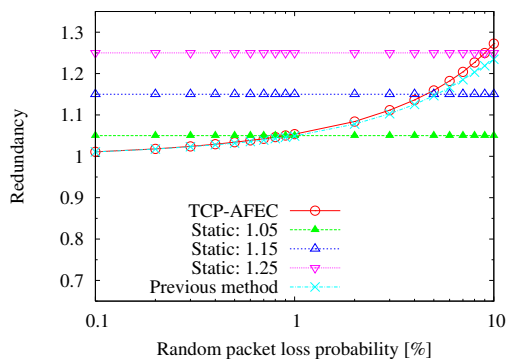 1.3
1.2
1.1
1
0.9
0.8
0.7
Redundancy
TCP-AFEC
Static: 1.05
Static: 1.15
Static: 1.25
Previous method
0.1
1
10
Random packet loss probability [%]